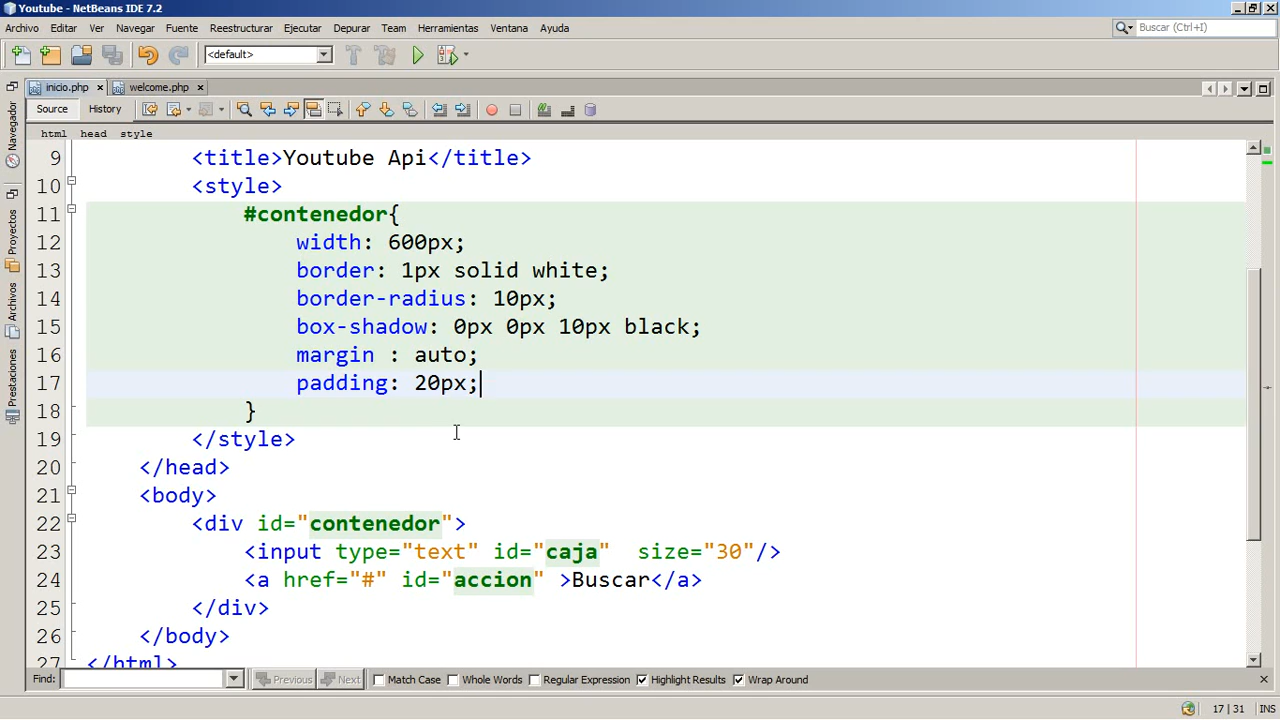 Youtube - NetBeans IDE 7.2
Archivo Editar Ver Navegar Fuente Reestructurar Ejecutar Depurar Team Herramientas Ventana Ayuda
Buscar (Ctrl+I)
<default>
inicio.php welcome.php
Source History
html head style
Navegador
Proyectos
Archivos
Prestaciones
9 <title>Youtube Api</title>
10 <style>
11 #contenedor{
12 width: 600px;
13 border: 1px solid white;
14 border-radius: 10px;
15 box-shadow: 0px 0px 10px black;
16 margin : auto;
17 padding: 20px;
18 }
19 </style>
20 </head>
21 <body>
22 <div id="contenedor">
23 <input type="text" id="caja"  size="30"/>
24 <a href="#" id="accion" >Buscar</a>
25 </div>
26 </body>
27 </html>
Find: Previous Next Match Case Whole Words Regular Expression Highlight Results Wrap Around
17 | 31 INS